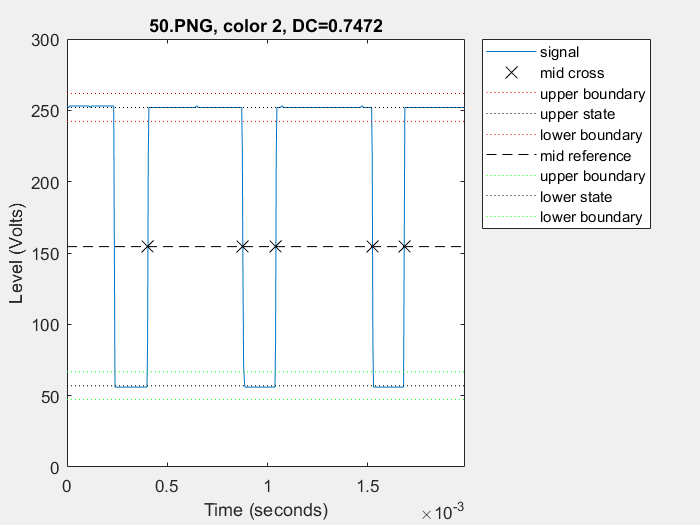 50.PNG, color 2, DC=0.7472
300
250
200
150
100
50
0
Level (Volts)
0 0.5 1 1.5
Time (seconds)
×10-3
signal
mid cross
upper boundary
upper state
lower boundary
mid reference
upper boundary
lower state
lower boundary